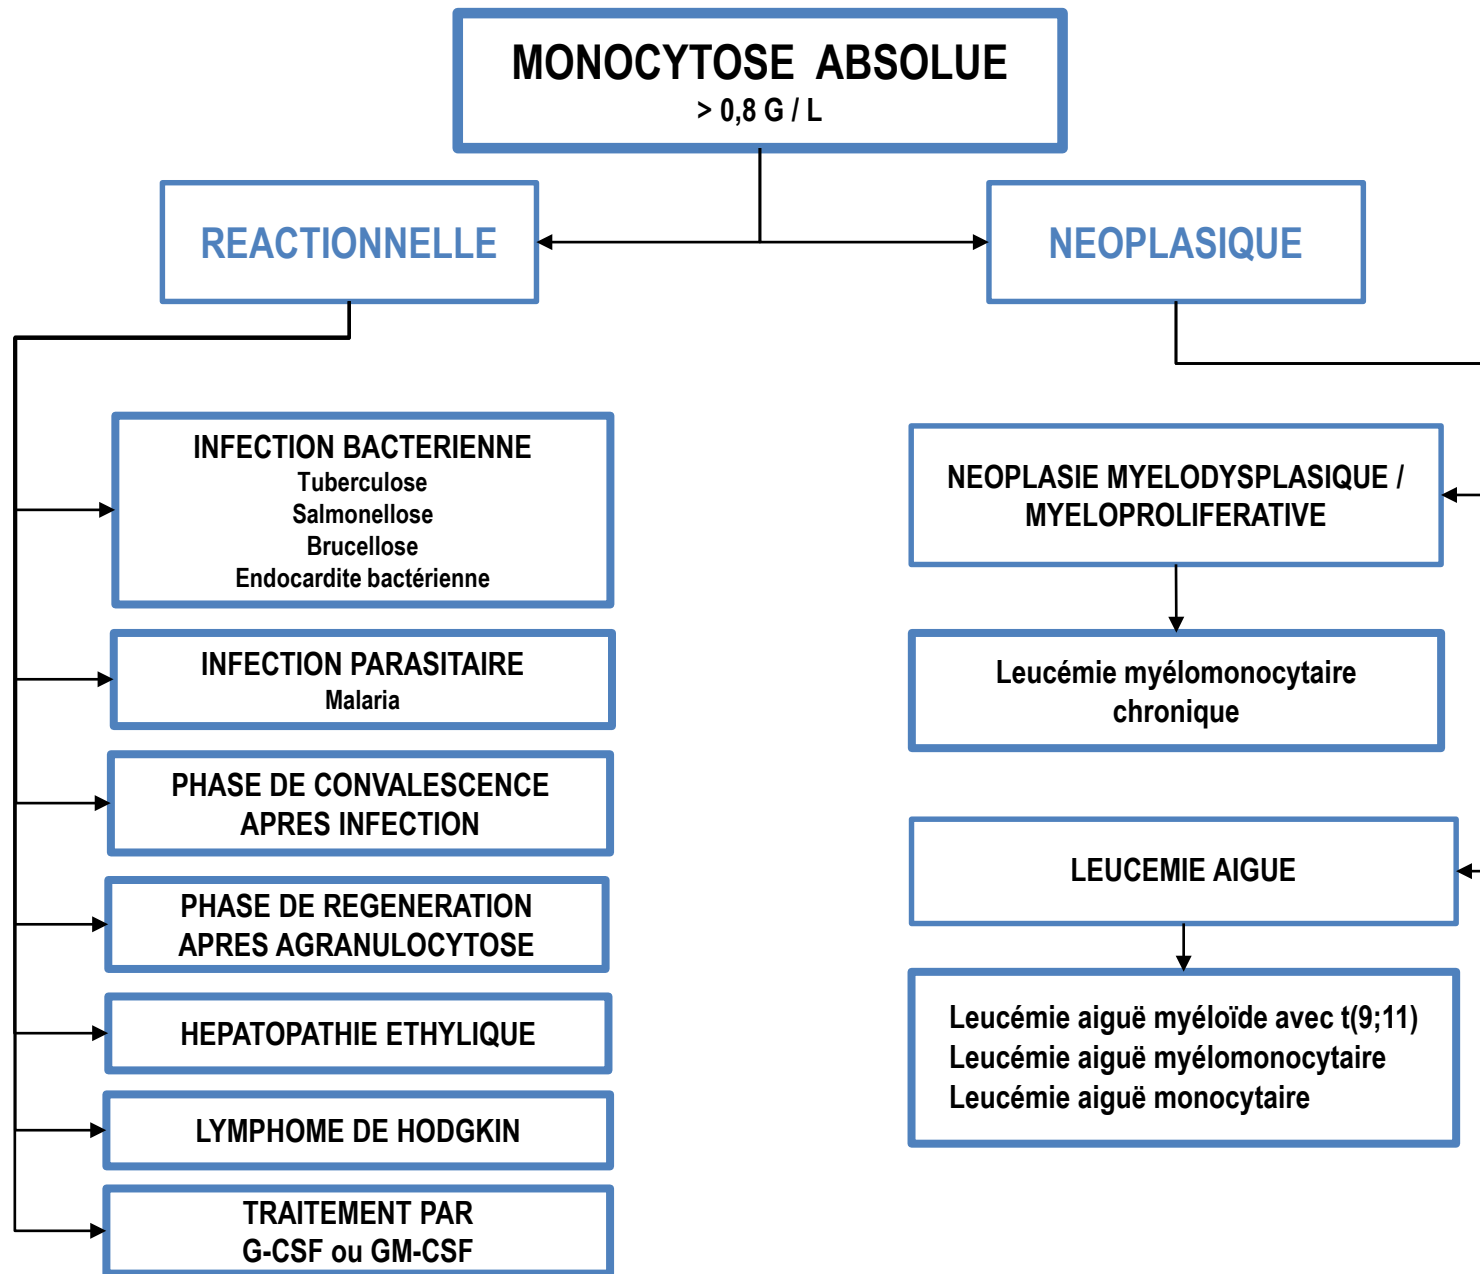 MONOCYTOSE ABSOLUE
> 0,8 G / L
REACTIONNELLE
NEOPLASIQUE
INFECTION BACTERIENNE
Tuberculose
Salmonellose
Brucellose
Endocardite bactérienne
INFECTION PARASITAIRE
Malaria
PHASE DE CONVALESCENCE
APRES INFECTION
PHASE DE REGENERATION
APRES AGRANULOCYTOSE
HEPATOPATHIE ETHYLIQUE
LYMPHOME DE HODGKIN
TRAITEMENT PAR
G-CSF ou GM-CSF
NEOPLASIE MYELODYSPLASIQUE /
MYELOPROLIFERATIVE
Leucémie myélomonocytaire
chronique
LEUCEMIE AIGUE
Leucémie aiguë myéloïde avec t(9;11)
Leucémie aiguë myélomonocytaire
Leucémie aiguë monocytaire